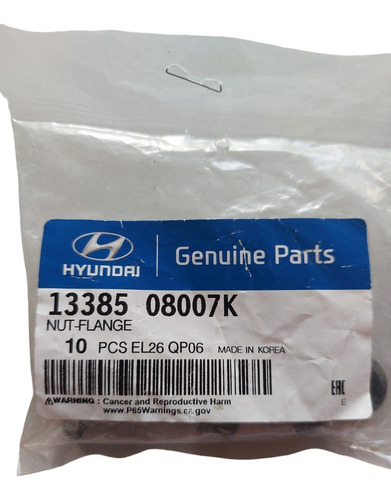 HYUNDAI
Genuine Parts
13385 08007K
NUT-FLANGE
10 PCS EL26 QP06 MADE IN KOREA
EAC
E
WARNING : Cancer and Reproductive Harm
www.P65Warnings.ca.gov